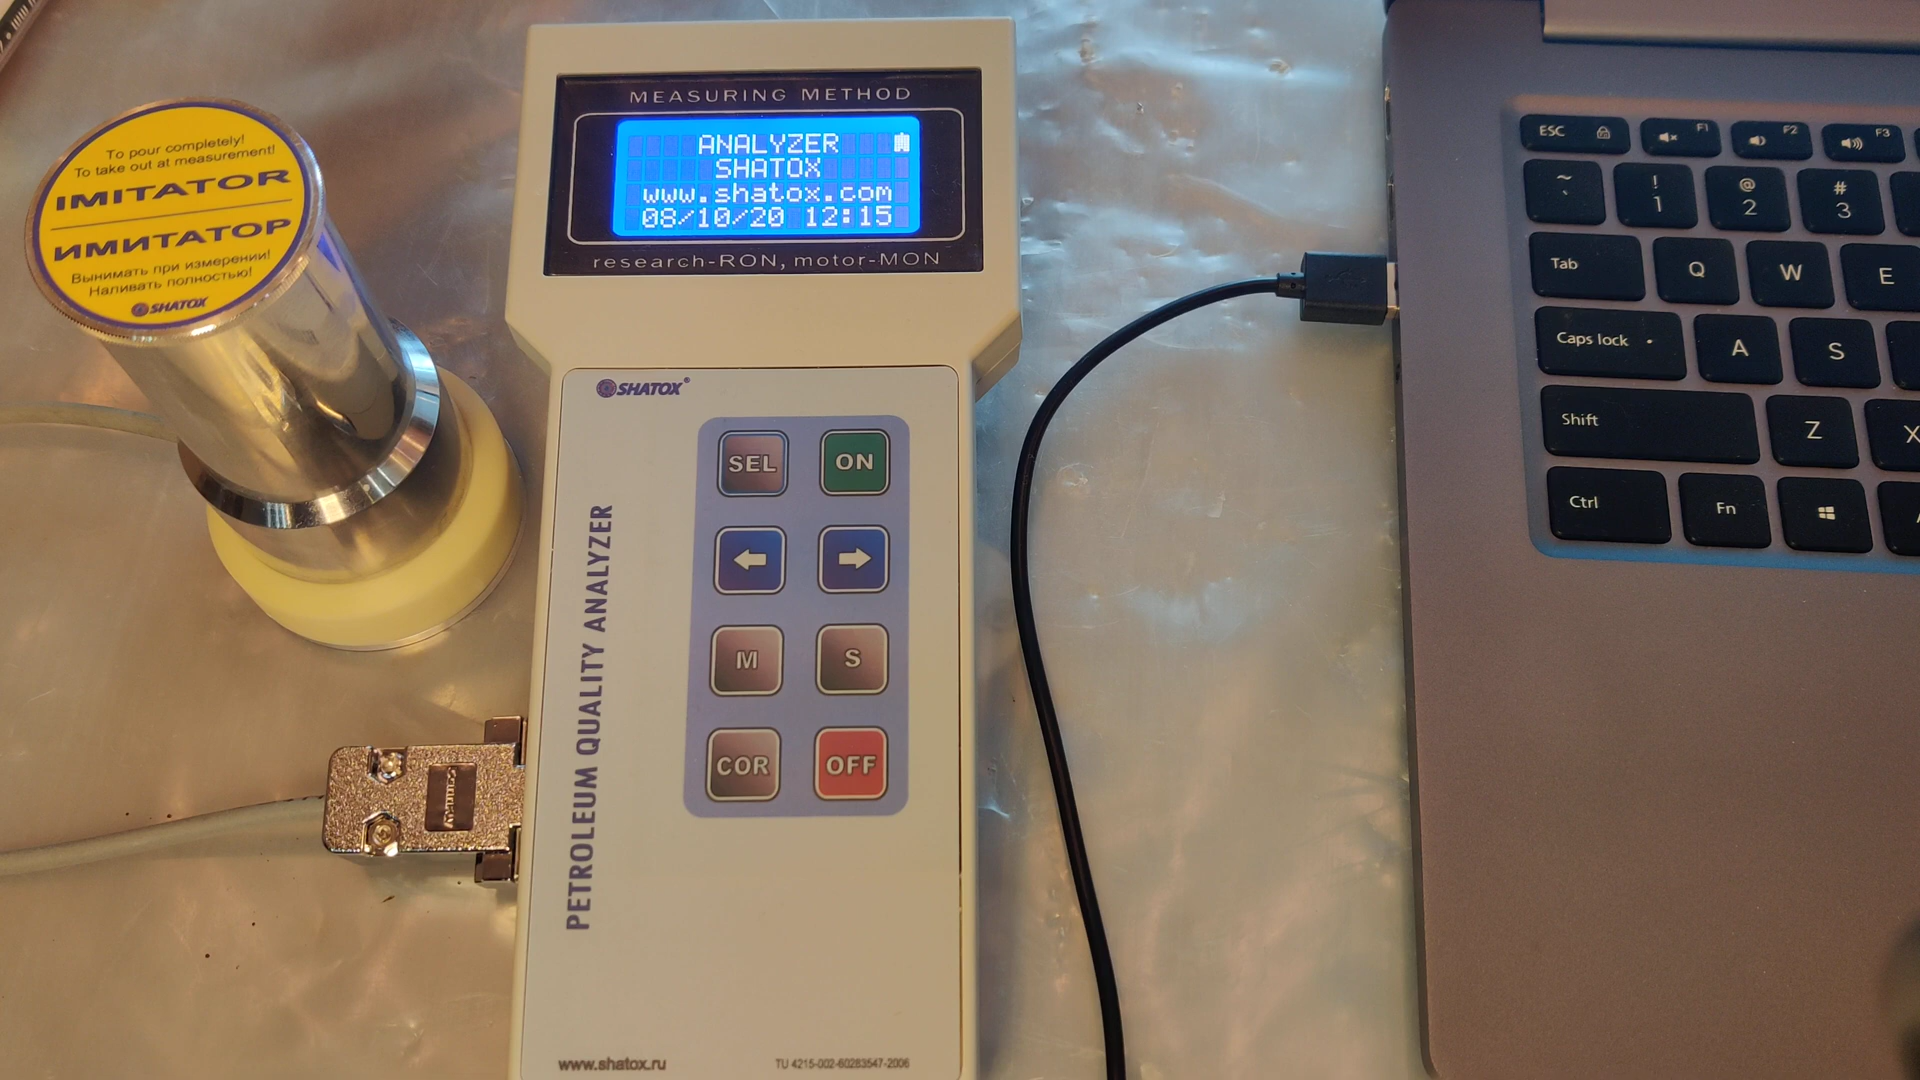 To pour completely!
To take out at measurement!
IMITATOR
ИМИТАТОР
Вынимать при измерении!
Наливать полностью!
SHATOX
MEASURING METHOD
ANALYZER
SHATOX
www.shatox.com
08/10/20 12:15
research-RON, motor-MON
SHATOX®
SEL
ON
M
S
COR
OFF
PETROLEUM QUALITY ANALYZER
www.shatox.ru
TU 4215-002-60283547-2006
ESC
F1
F2
F3
~
`
!
1
@
2
#
3
Tab
Q
W
E
Caps lock
A
S
Shift
Z
X
Ctrl
Fn